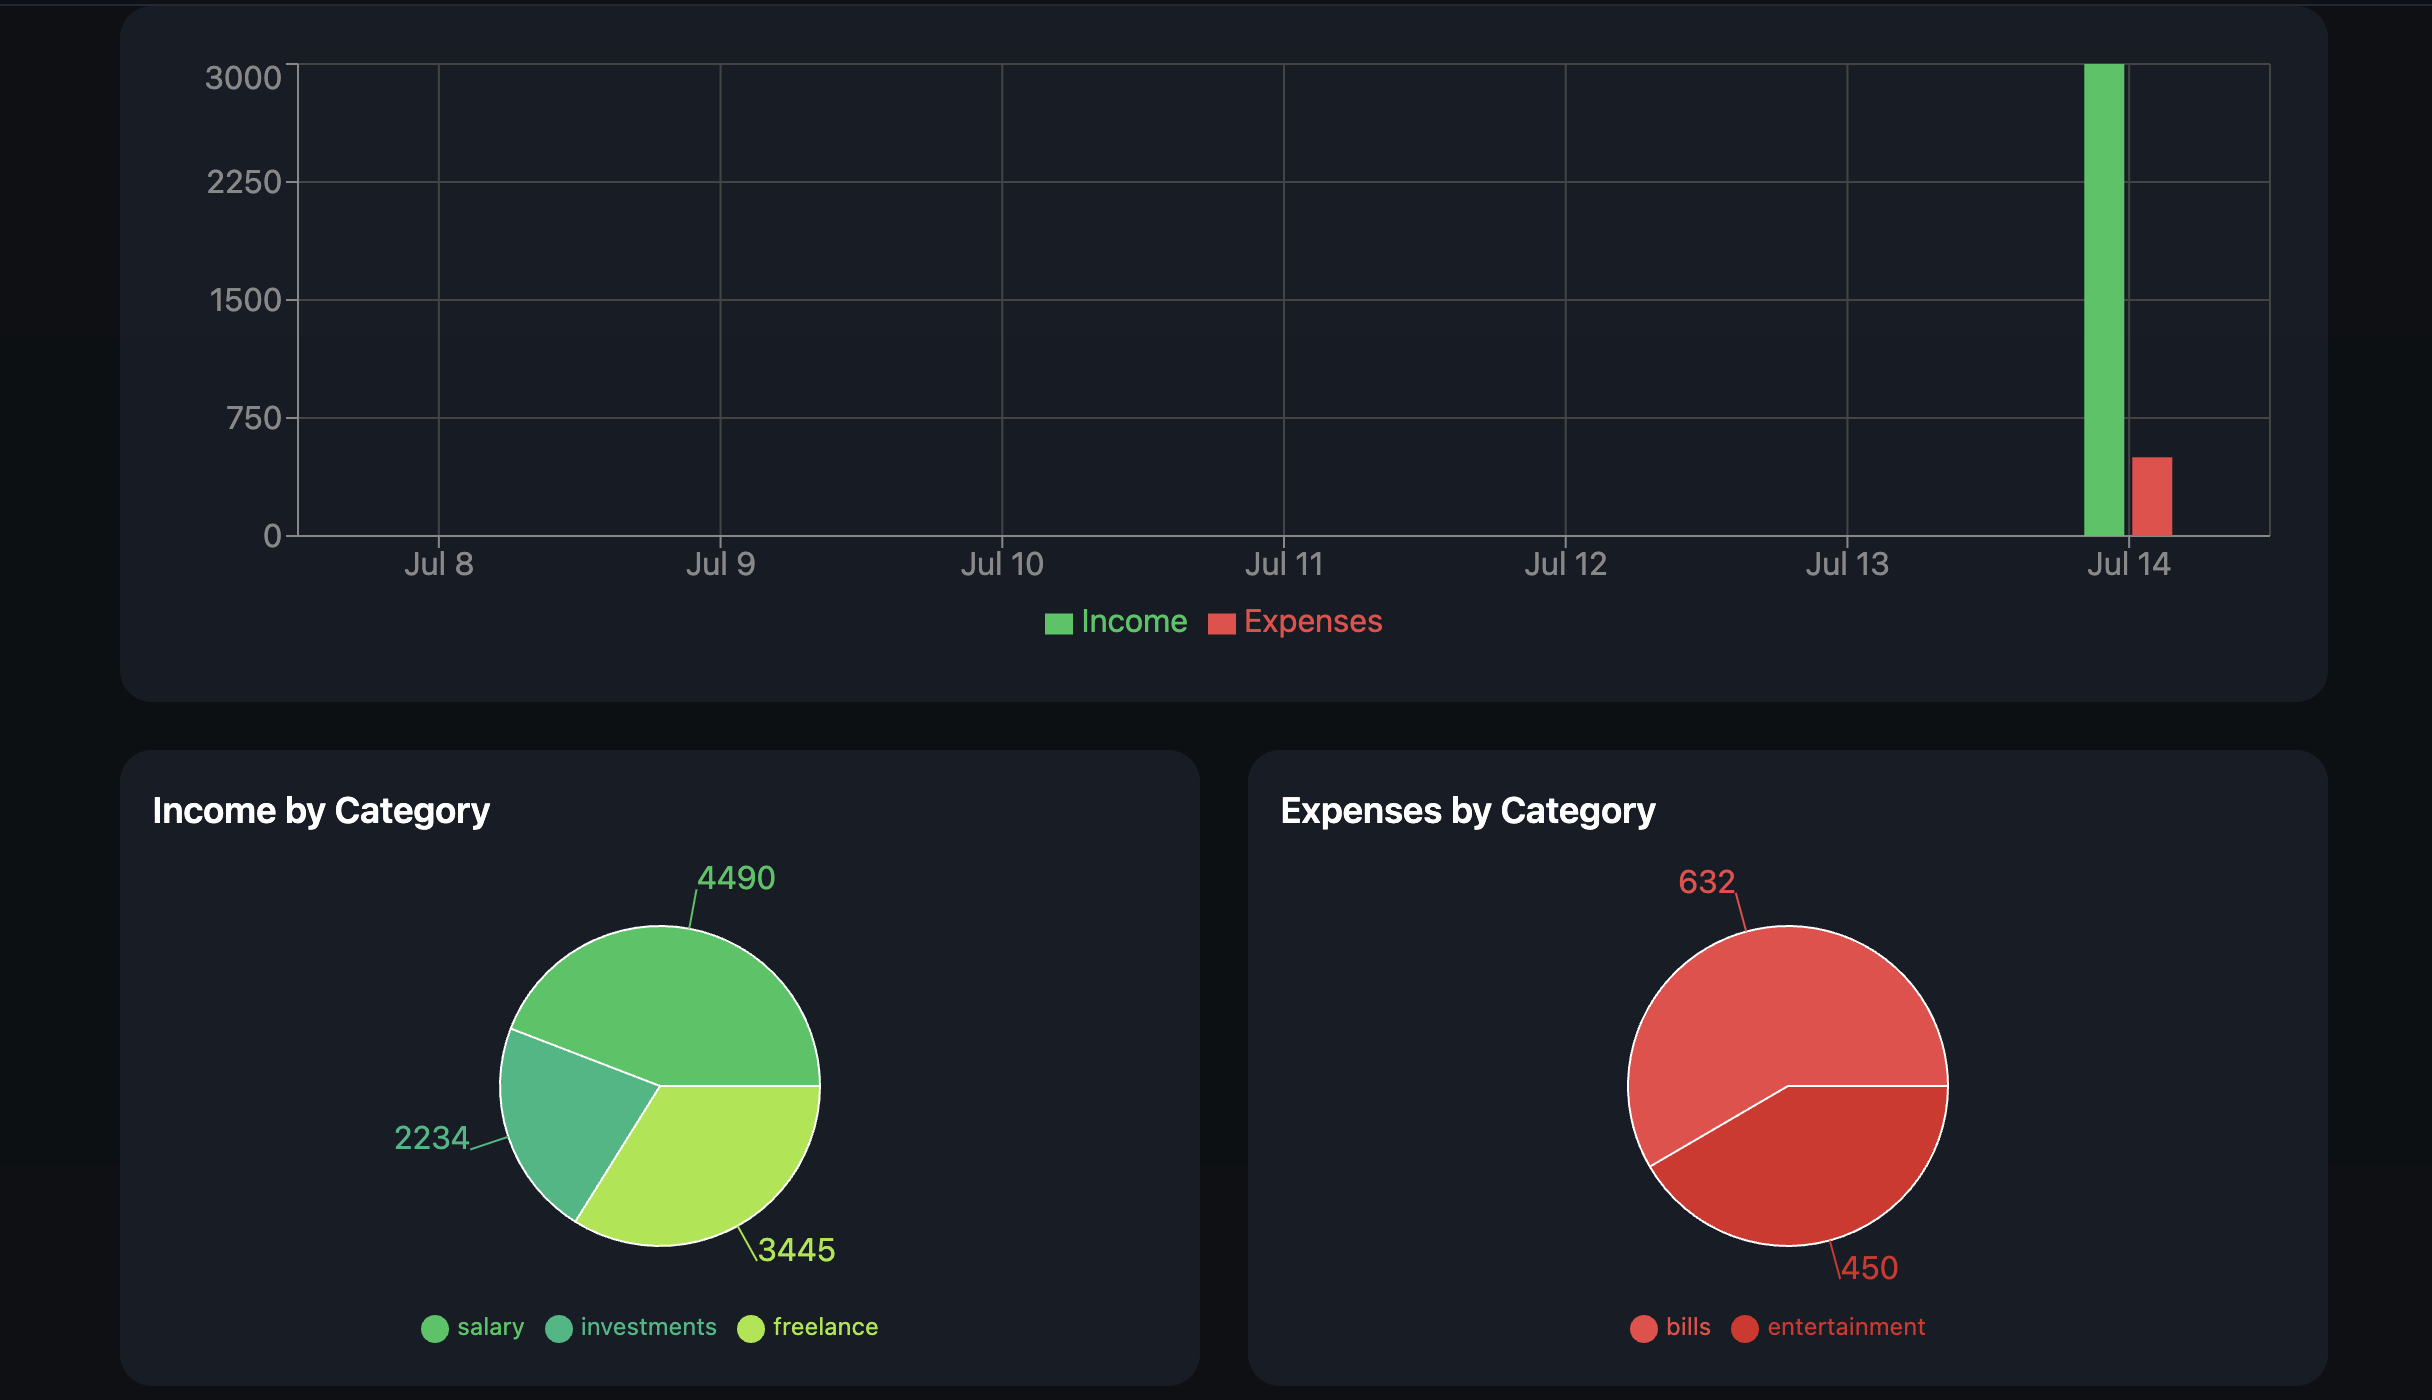 3000
2250
1500
750
0
Jul 8 Jul 9 Jul 10 Jul 11 Jul 12 Jul 13 Jul 14
Income Expenses
Income by Category
4490
2234
3445
salary investments freelance
Expenses by Category
632
450
bills entertainment